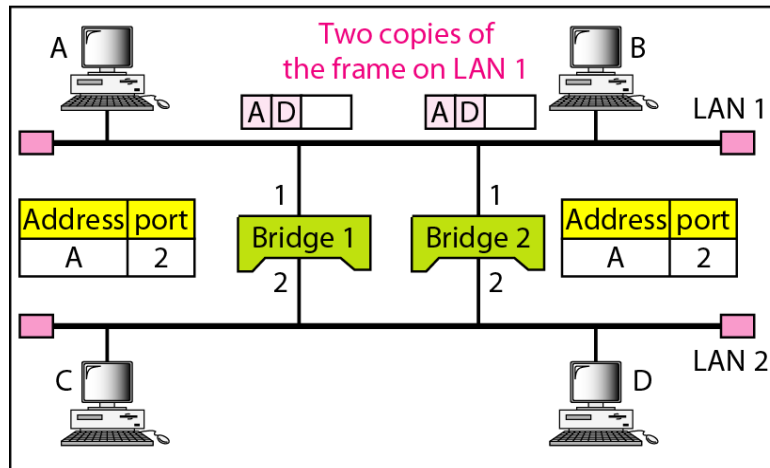 A
Two copies of
the frame on LAN 1
B
A D
A D
LAN 1
1
1
Address port
A 2
Bridge 1
Bridge 2
Address port
A 2
2
2
C
D
LAN 2